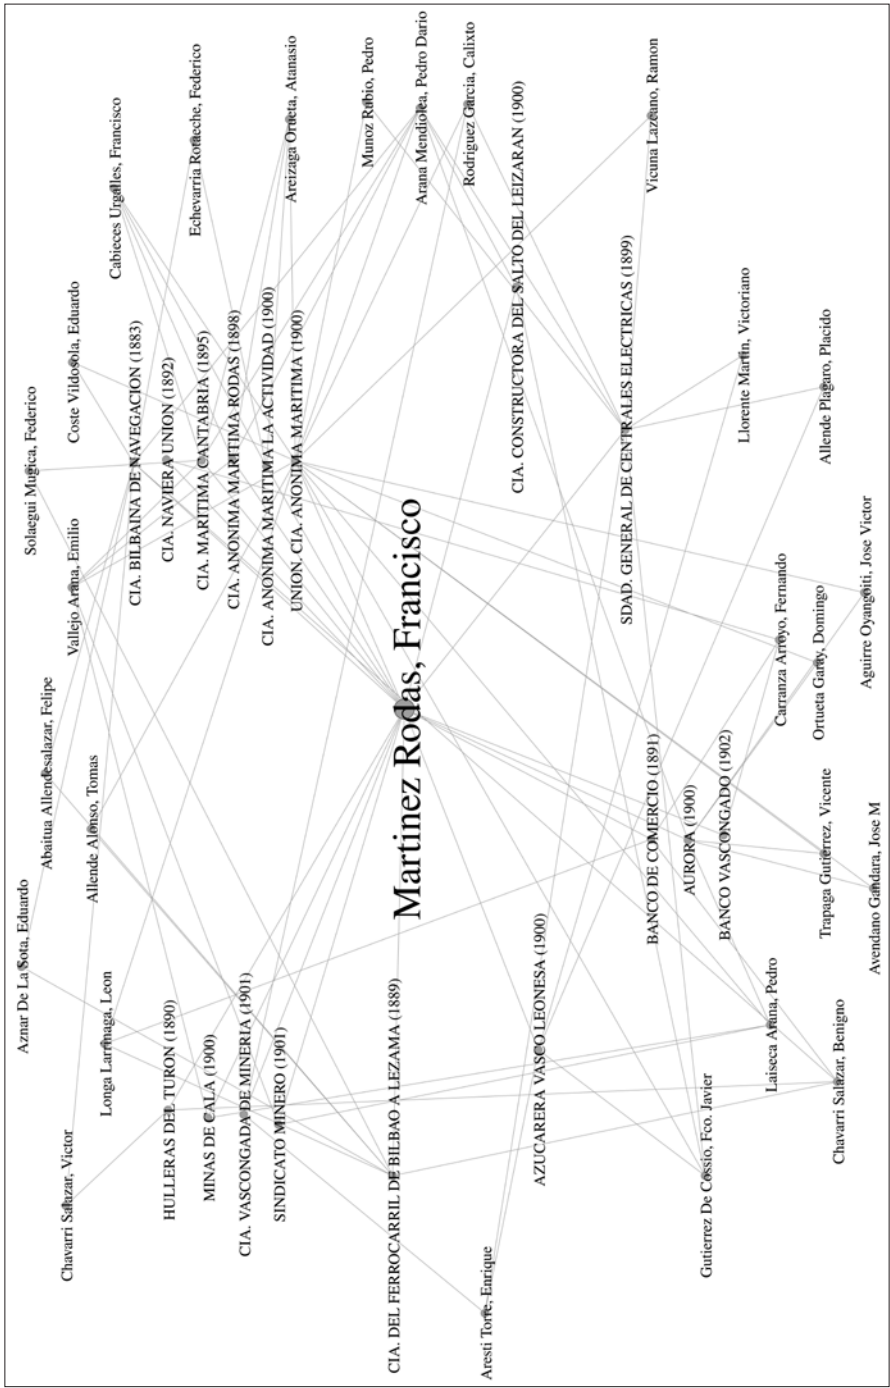 Solaegui Mugica, Federico
Coste Vildosola, Eduardo
Cabieces Urgalles, Francisco
Echevarria Rotaeche, Federico
Areizaga Orueta, Atanasio
Munoz Rubio, Pedro
Arana Mendiolea, Pedro Dario
Rodriguez Garcia, Calixto
CIA. CONSTRUCTORA DEL SALTO DEL LEIZARAN (1900)
Vicuna Lazcano, Ramon
Vallejo Arana, Emilio
CIA. BILBAINA DE NAVEGACION (1883)
CIA. NAVIERA UNION (1892)
CIA. MARITIMA CANTABRIA (1895)
CIA. ANONIMA MARITIMA RODAS (1898)
CIA. ANONIMA MARITIMA LA ACTIVIDAD (1900)
UNION. CIA. ANONIMA MARITIMA (1900)
SDAD. GENERAL DE CENTRALES ELECTRICAS (1899)
Llorente Martin, Victoriano
Allende Plagaro, Placido
Martinez Rodas, Francisco
Aznar De La Sota, Eduardo
Abaitua Allendesalazar, Felipe
Allende Alonso, Tomas
Longa Larrinaga, Leon
Chavarri Salazar, Victor
HULLERAS DEL TURON (1890)
MINAS DE CALA (1900)
CIA. VASCONGADA DE MINERIA (1901)
SINDICATO MINERO (1901)
CIA. DEL FERROCARRIL DE BILBAO A LEZAMA (1889)
Aresti Torre, Enrique
AZUCARERA VASCO LEONESA (1900)
BANCO DE COMERCIO (1891)
AURORA (1900)
BANCO VASCONGADO (1902)
Carranza Arroyo, Fernando
Ortueta Garay, Domingo
Aguirre Oyangoiti, Jose Victor
Trapaga Gutierrez, Vicente
Avendano Gandara, Jose M
Laiseca Arana, Pedro
Chavarri Salazar, Benigno
Gutierrez De Cossio, Fco. Javier